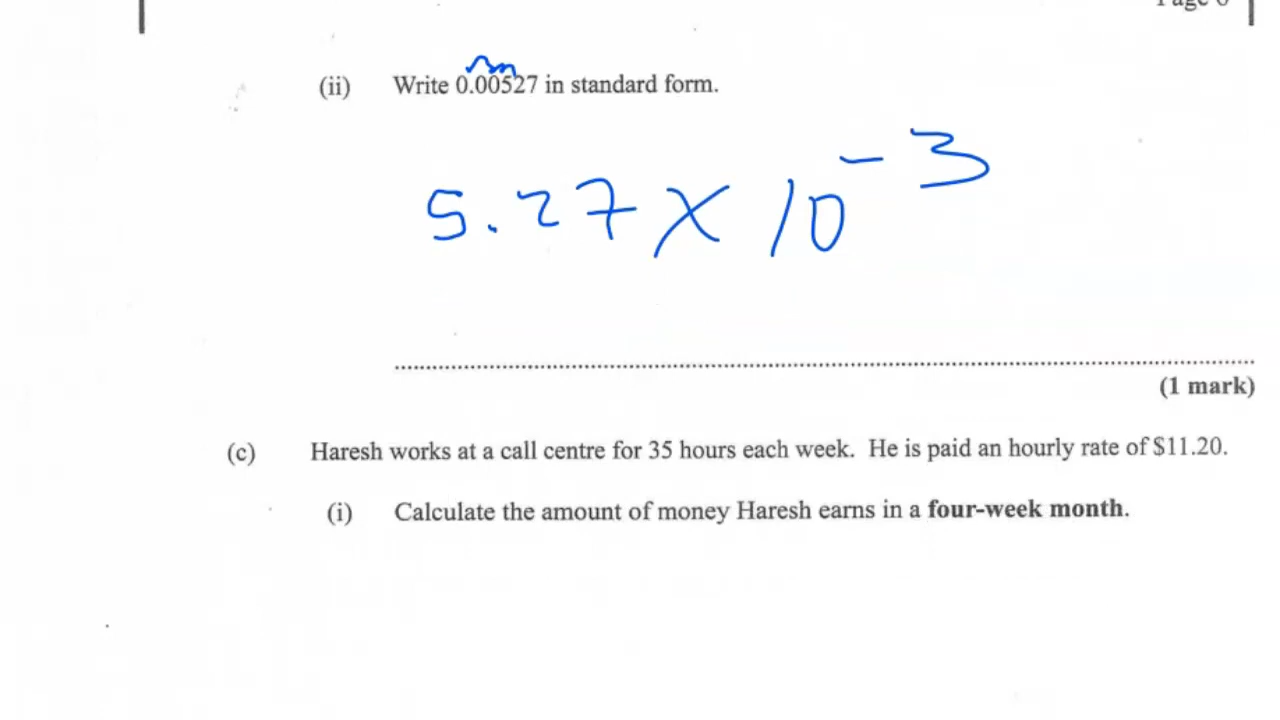 (ii) Write 0.00527 in standard form.
5.27 X 10⁻³
(1 mark)
(c) Haresh works at a call centre for 35 hours each week. He is paid an hourly rate of $11.20.
(i) Calculate the amount of money Haresh earns in a four-week month.